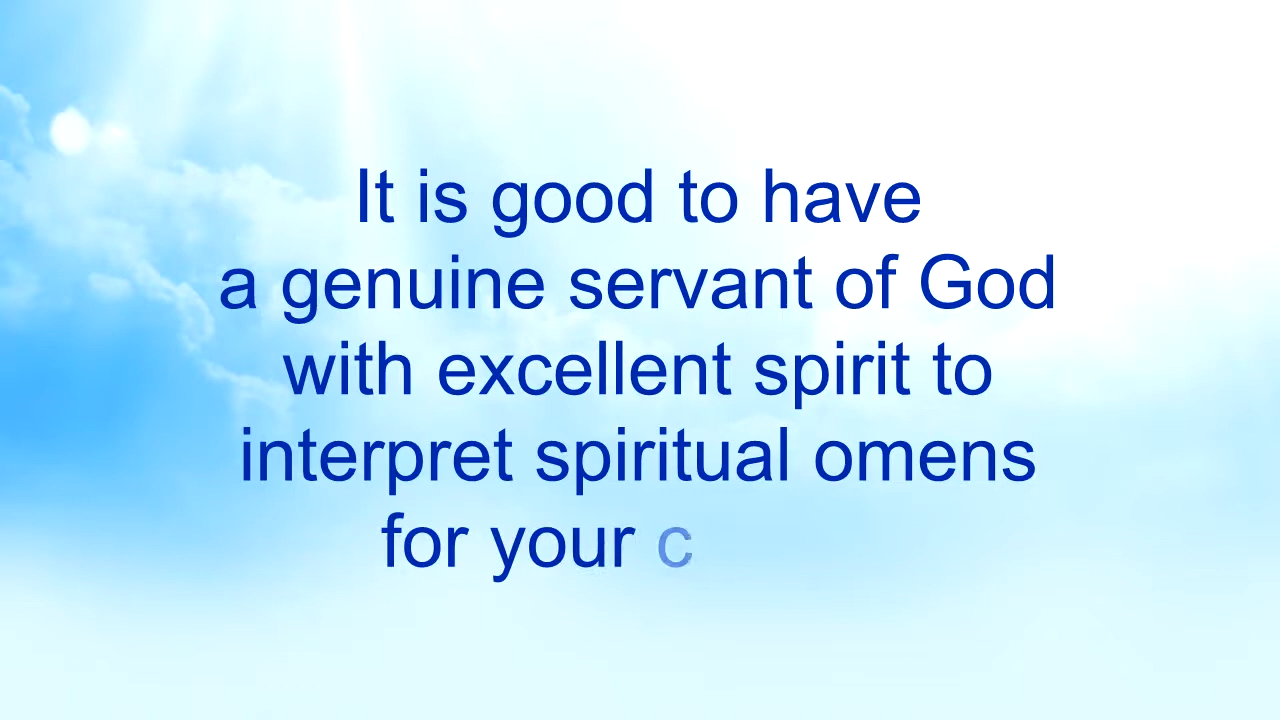 It is good to have
a genuine servant of God
with excellent spirit to
interpret spiritual omens
for your c